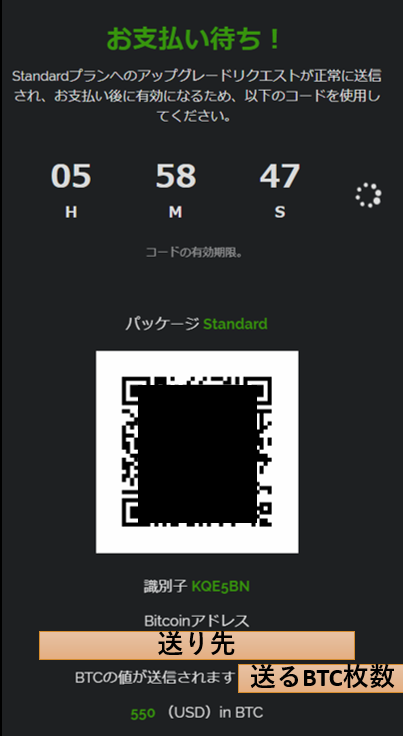 お支払い待ち！
Standardプランへのアップグレードリクエストが正常に送信
され、お支払い後に有効になるため、以下のコードを使用し
てください。
05 58 47
H M S
コードの有効期限。
パッケージ Standard
識別子 KQE5BN
Bitcoinアドレス
送り先
BTCの値が送信されます 送るBTC枚数
550 （USD）in BTC